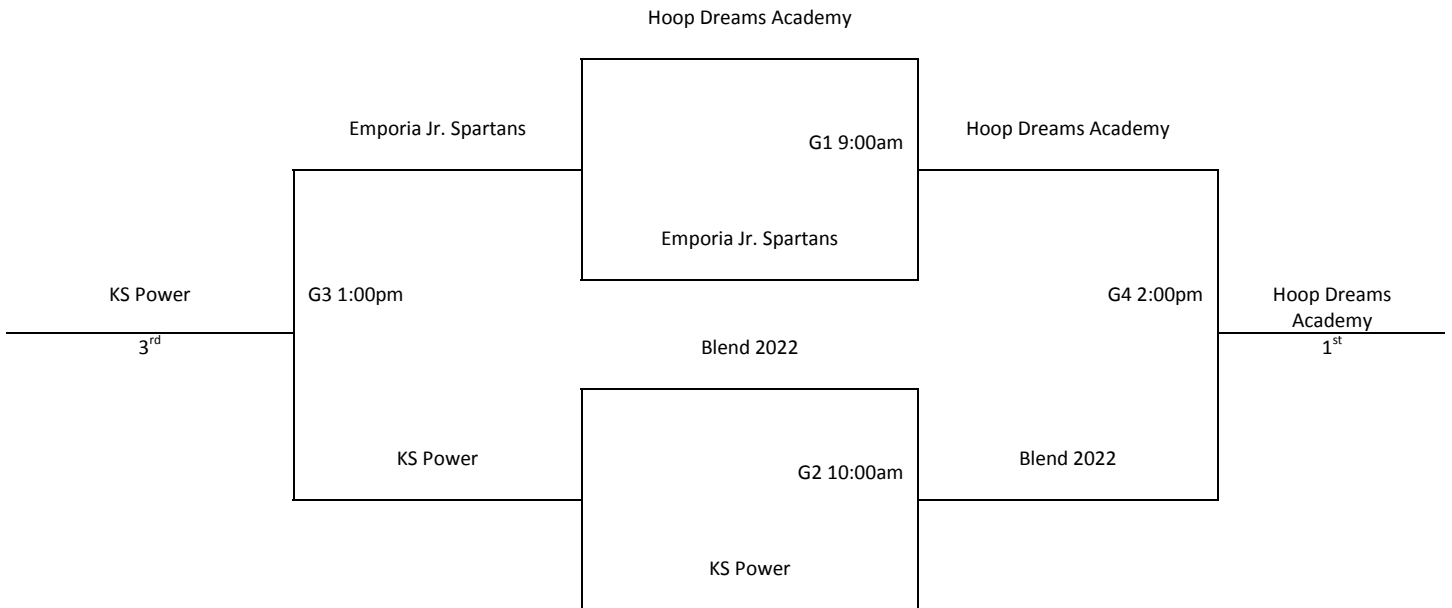 Hoop Dreams Academy
Emporia Jr. Spartans
Hoop Dreams Academy
G1 9:00am
Emporia Jr. Spartans
KS Power
G3 1:00pm
G4 2:00pm
Hoop Dreams
Academy
3rd
Blend 2022
1st
KS Power
Blend 2022
G2 10:00am
KS Power